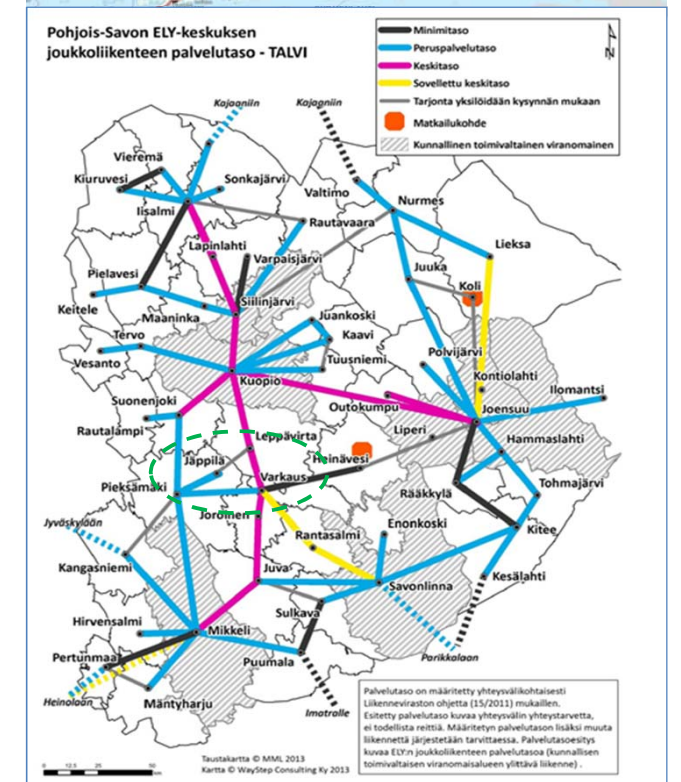 Pohjois-Savon ELY-keskuksen
joukkoliikenteen palvelutaso - TALVI
Minimitaso
Peruspalvelutaso
Keskitaso
Sovellettu keskitaso
Tarjonta yksilöidään kysynnän mukaan
Matkailukohde
Kunnallinen toimivaltainen viranomainen
Kajaaniin
Kajaaniin
Vieremä
Kiuruvesi
Sonkajärvi
Valtimo
Nurmes
Iisalmi
Rautavaara
Lieksa
Lapinlahti
Varpaisjärvi
Juuka
Pielavesi
Koli
Siilinjärvi
Keitele
Maaninka
Juankoski
Tervo
Kaavi
Polvijärvi
Vesanto
Tuusniemi
Kontiolahti
Kuopio
Ilomantsi
Suonenjoki
Outokumpu
Joensuu
Rautalampi
Liperi
Leppävirta
Hammaslahti
Jäppilä
Heinävesi
Varkaus
Pieksämäki
Rääkkylä
Tohmajärvi
Joroinen
Jyväskylään
Enonkoski
Kitee
Rantasalmi
Kangasniemi
Juva
Kesälahti
Savonlinna
Sulkava
Hirvensalmi
Mikkeli
Pertunmaa
Puumala
Parikkalaan
Heinolaan
Mäntyharju
Imatralle
Palvelutaso on määritetty yhteysvälikohtaisesti
Liikenneviraston ohjetta (15/2011) mukaillen.
Esitetty palvelutaso kuvaa yhteysvälin yhteystarvetta,
ei todellista reittiä. Määritetyn palvelutason lisäksi muuta
liikennettä järjestetään tarvittaessa. Palvelutasoesitys
kuvaa ELY:n joukkoliikenteen palvelutasoa (kunnallisen
toimivaltaisen viranomaisalueen ylittävä liikenne) .
Taustakartta © MML 2013
Kartta © WayStep Consulting Ky 2013
0 12,5 25 50
km